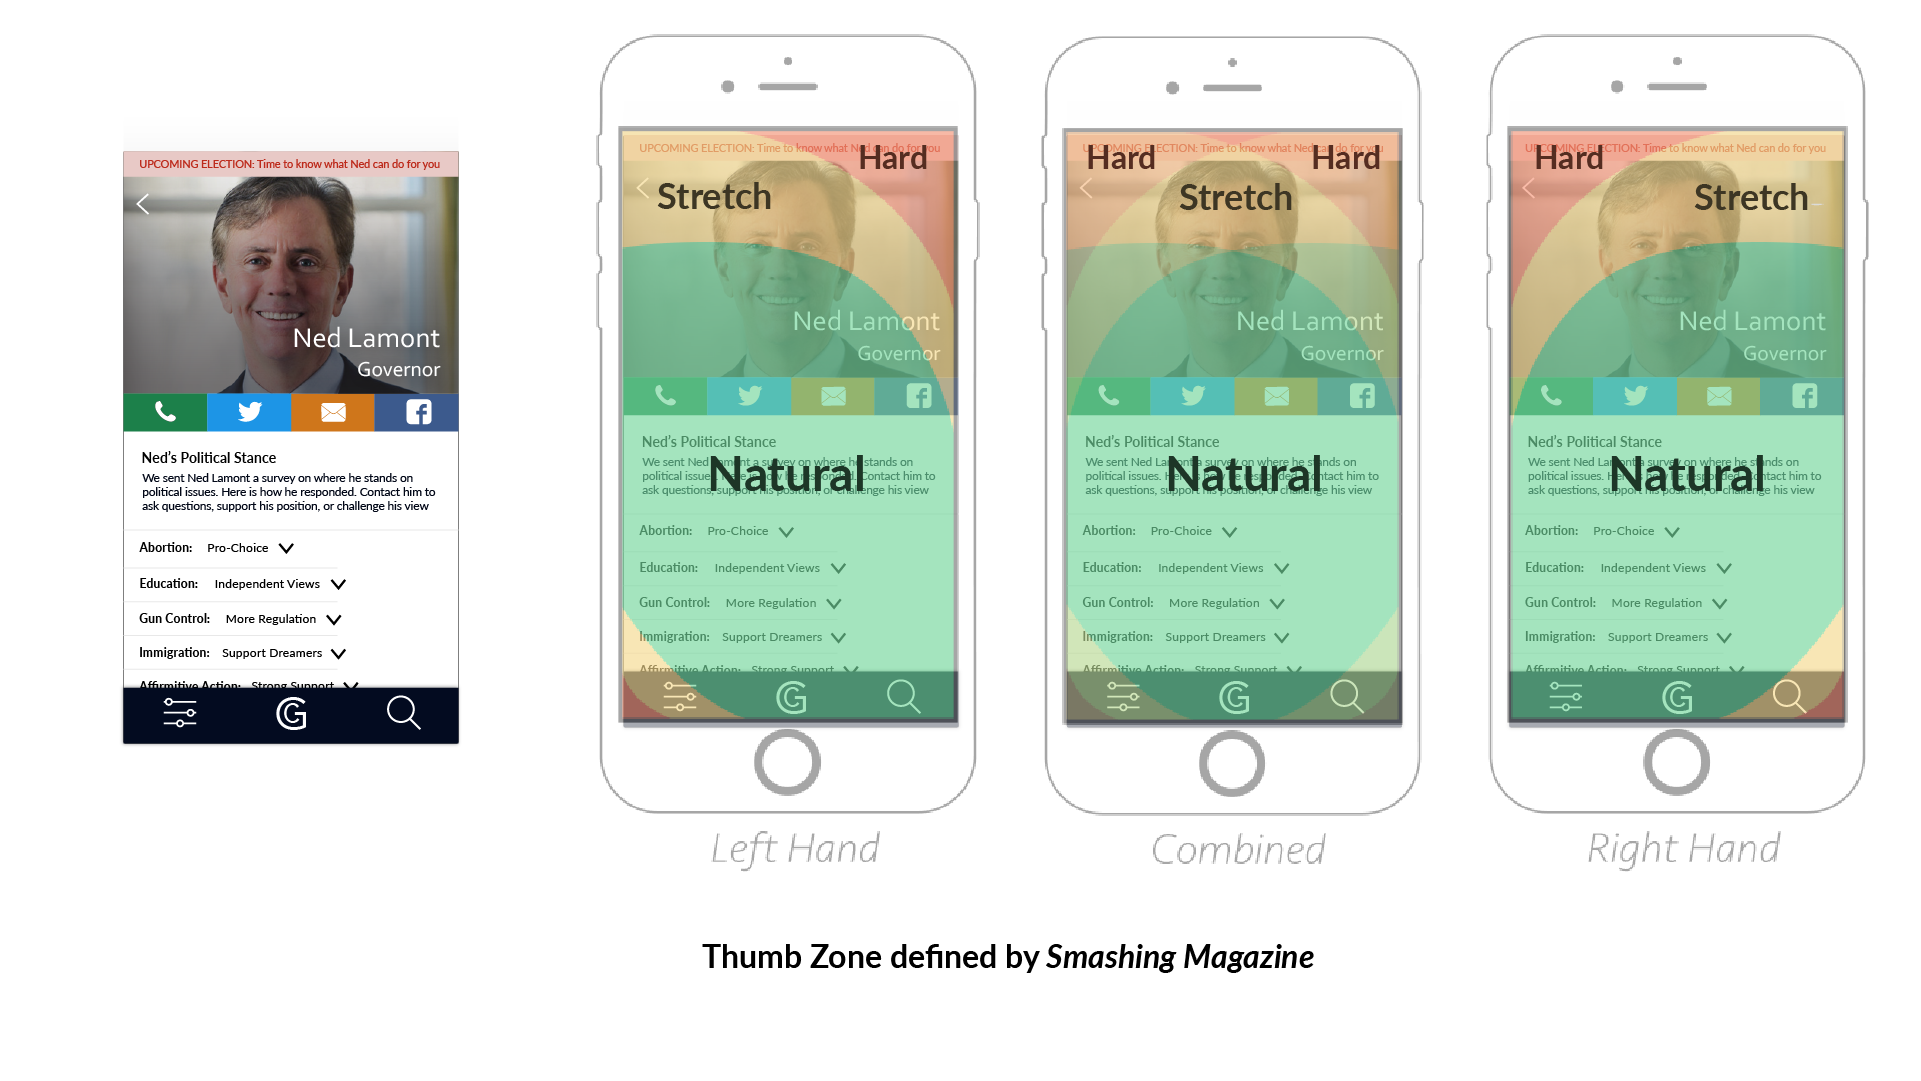 UPCOMING ELECTION: Time to know what Ned can do for you
Ned Lamont
Governor
Ned's Political Stance
We sent Ned Lamont a survey on where he stands on
political issues. Here is how he responded. Contact him to
ask questions, support his position, or challenge his view
Abortion: Pro-Choice
Education: Independent Views
Gun Control: More Regulation
Immigration: Support Dreamers
Affirmitive Action: Strong Support
G
UPCOMING ELECTION: Time to know what Ned can do for you
Hard
Stretch
Ned Lamont
Governor
Ned's Political Stance
We sent Ned Lamont a survey on where he stands on
political issues. Here is how he responded. Contact him to
ask questions, support his position, or challenge his view
Natural
Abortion: Pro-Choice
Education: Independent Views
Gun Control: More Regulation
Immigration: Support Dreamers
Affirmitive Action: Strong Support
G
Left Hand
UPCOMING ELECTION: Time to know what Ned can do for you
Hard Hard
Stretch
Ned Lamont
Governor
Ned's Political Stance
We sent Ned Lamont a survey on where he stands on
political issues. Here is how he responded. Contact him to
ask questions, support his position, or challenge his view
Natural
Abortion: Pro-Choice
Education: Independent Views
Gun Control: More Regulation
Immigration: Support Dreamers
Affirmitive Action: Strong Support
G
Combined
UPCOMING ELECTION: Time to know what Ned can do for you
Hard
Stretch
Ned Lamont
Governor
Ned's Political Stance
We sent Ned Lamont a survey on where he stands on
political issues. Here is how he responded. Contact him to
ask questions, support his position, or challenge his view
Natural
Abortion: Pro-Choice
Education: Independent Views
Gun Control: More Regulation
Immigration: Support Dreamers
Affirmitive Action: Strong Support
G
Right Hand
Thumb Zone defined by Smashing Magazine